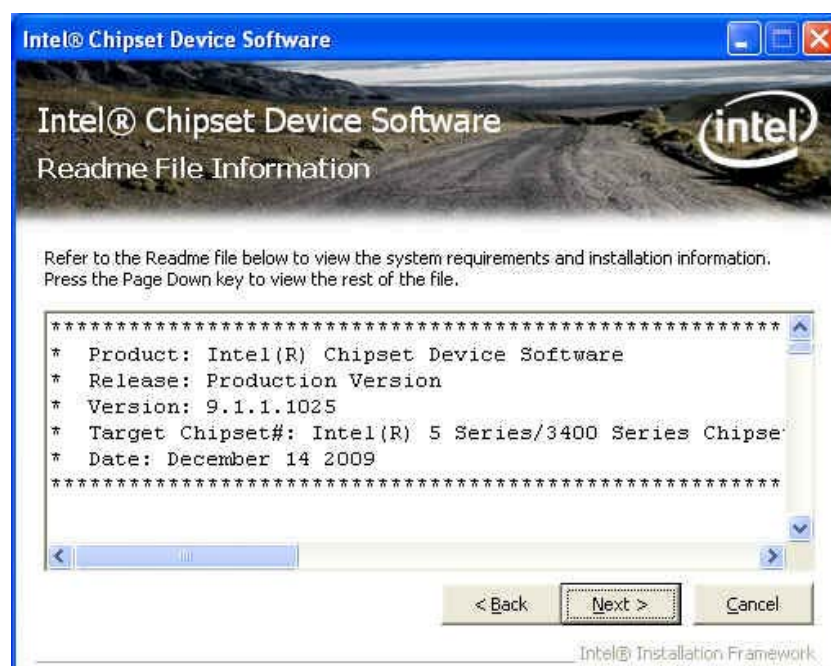 Intel® Chipset Device Software
Intel® Chipset Device Software
intel
Readme File Information
Refer to the Readme file below to view the system requirements and installation information.
Press the Page Down key to view the rest of the file.
********************************************************
* Product: Intel(R) Chipset Device Software
* Release: Production Version
* Version: 9.1.1.1025
* Target Chipset#: Intel(R) 5 Series/3400 Series Chipse
* Date: December 14 2009
********************************************************
< Back
Next >
Cancel
Intel® Installation Framework